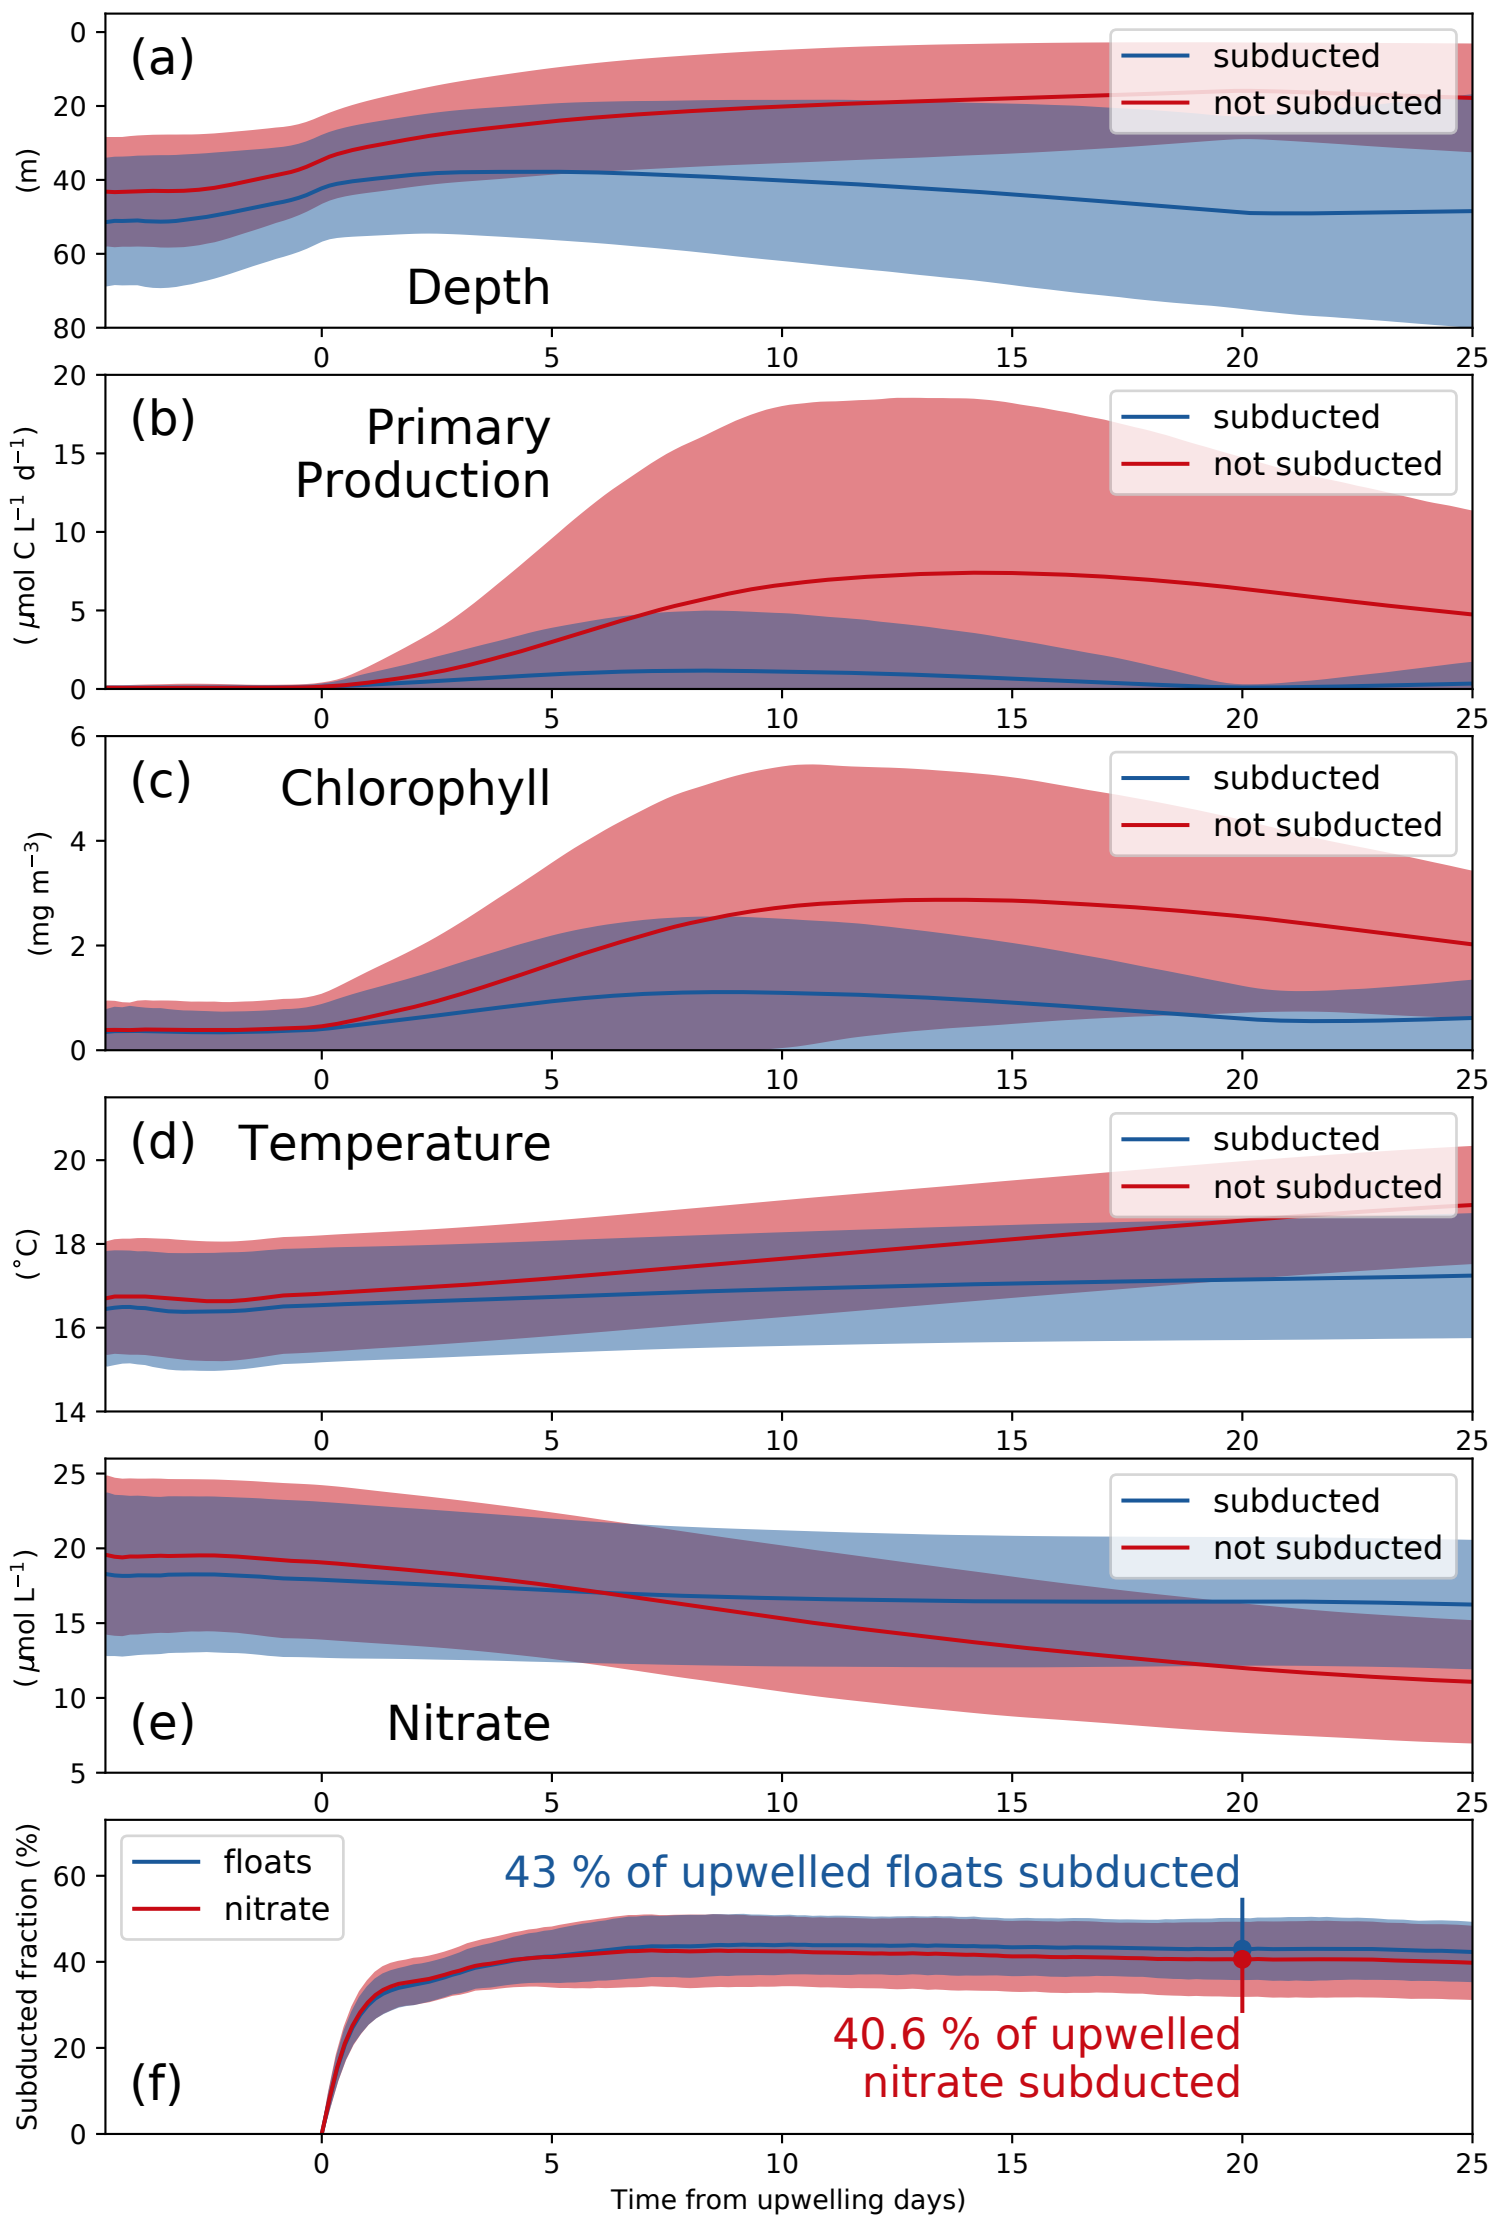 (a)
0
20
40
60
80
(m)
subducted
not subducted
Depth
0 5 10 15 20 25
(b)
Primary
Production
20
15
10
5
0
( μmol C L⁻¹ d⁻¹)
subducted
not subducted
0 5 10 15 20 25
(c)
Chlorophyll
6
4
2
0
(mg m⁻³)
subducted
not subducted
0 5 10 15 20 25
(d)
Temperature
20
18
16
14
(˚C)
subducted
not subducted
0 5 10 15 20 25
25
20
15
10
5
( μmol L⁻¹)
subducted
not subducted
(e)
Nitrate
0 5 10 15 20 25
60
40
20
0
Subducted fraction (%)
floats
nitrate
43 % of upwelled floats subducted
40.6 % of upwelled
nitrate subducted
(f)
0 5 10 15 20 25
Time from upwelling days)